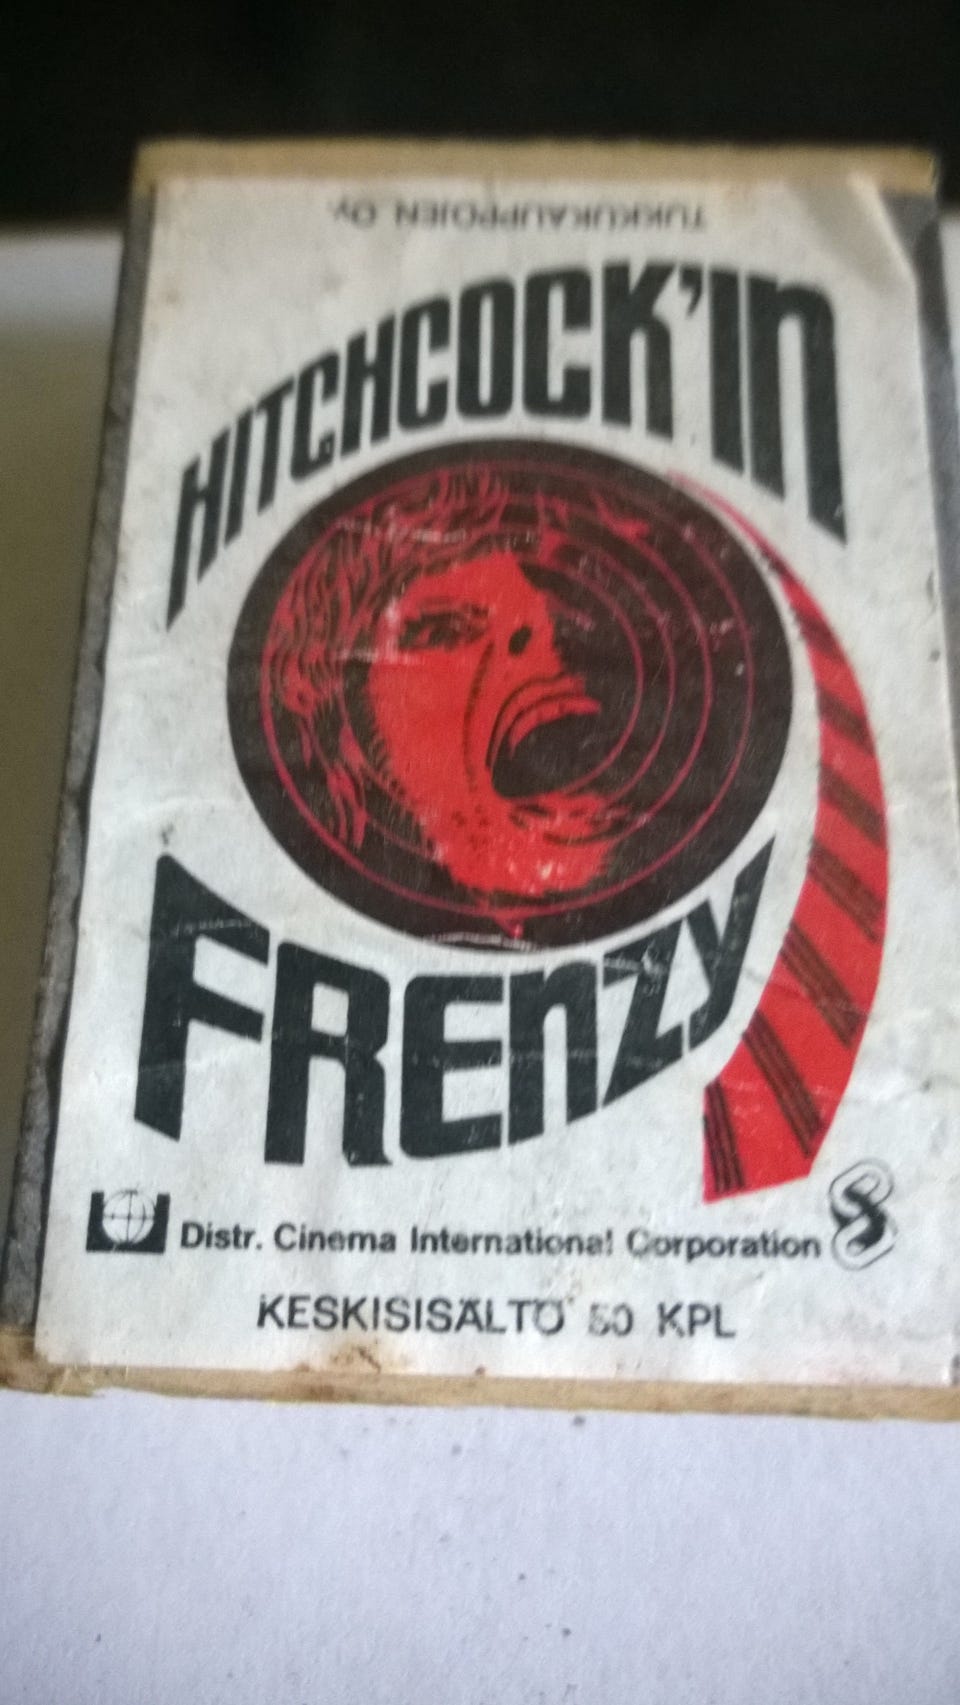 TUKKUKAUPPOJEN OY
HITCHCOCK'IN
FRENZY
Distr. Cinema International Corporation
KESKISISÄLTÖ 50 KPL